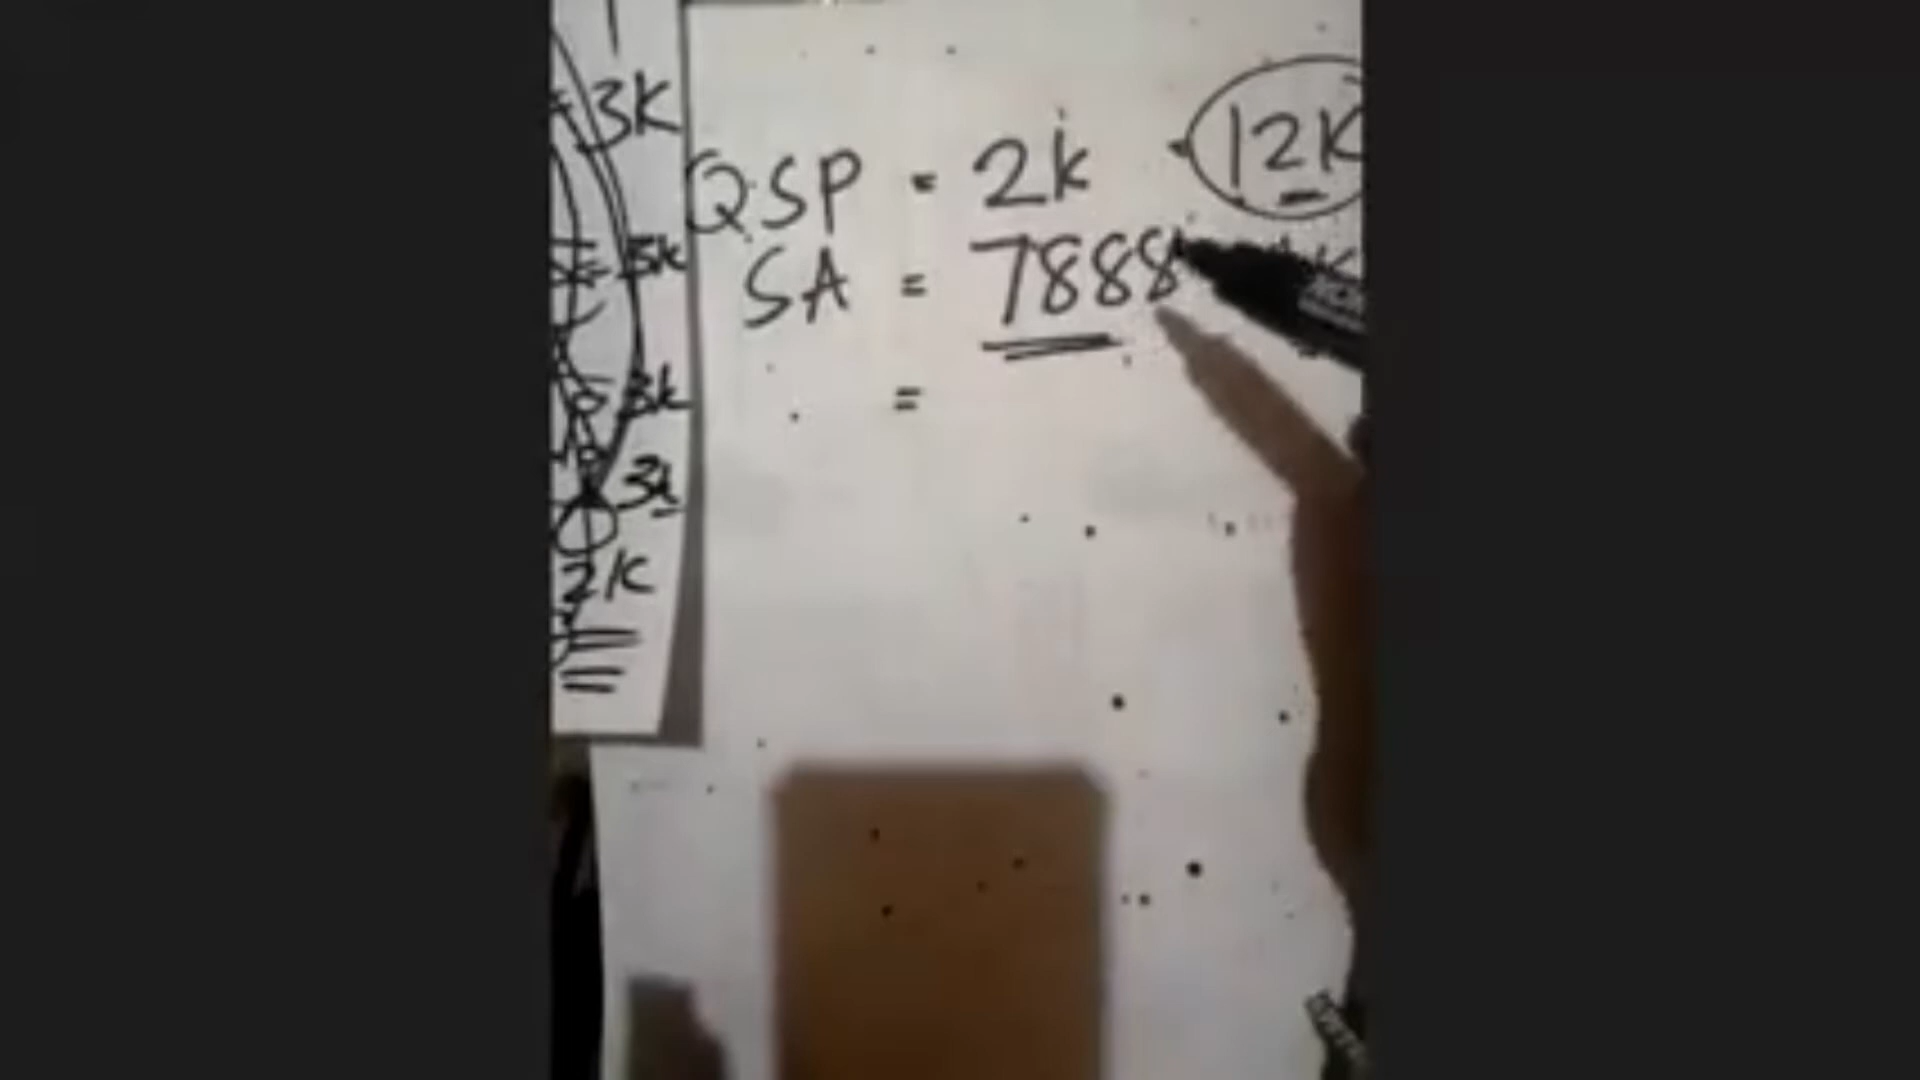 3K
QSP = 2k
12K
SA = 7888
=
3k
3k
3k
2K